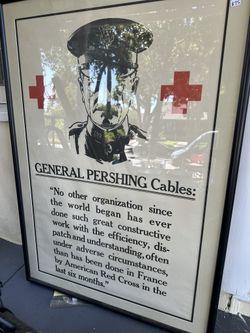 GENERAL PERSHING Cables:
"No other organization since
the world began has ever
done such great constructive
work with the efficiency, dis-
patch and understanding, often
under adverse circumstances,
than has been done in France
by American Red Cross in the
last six months."